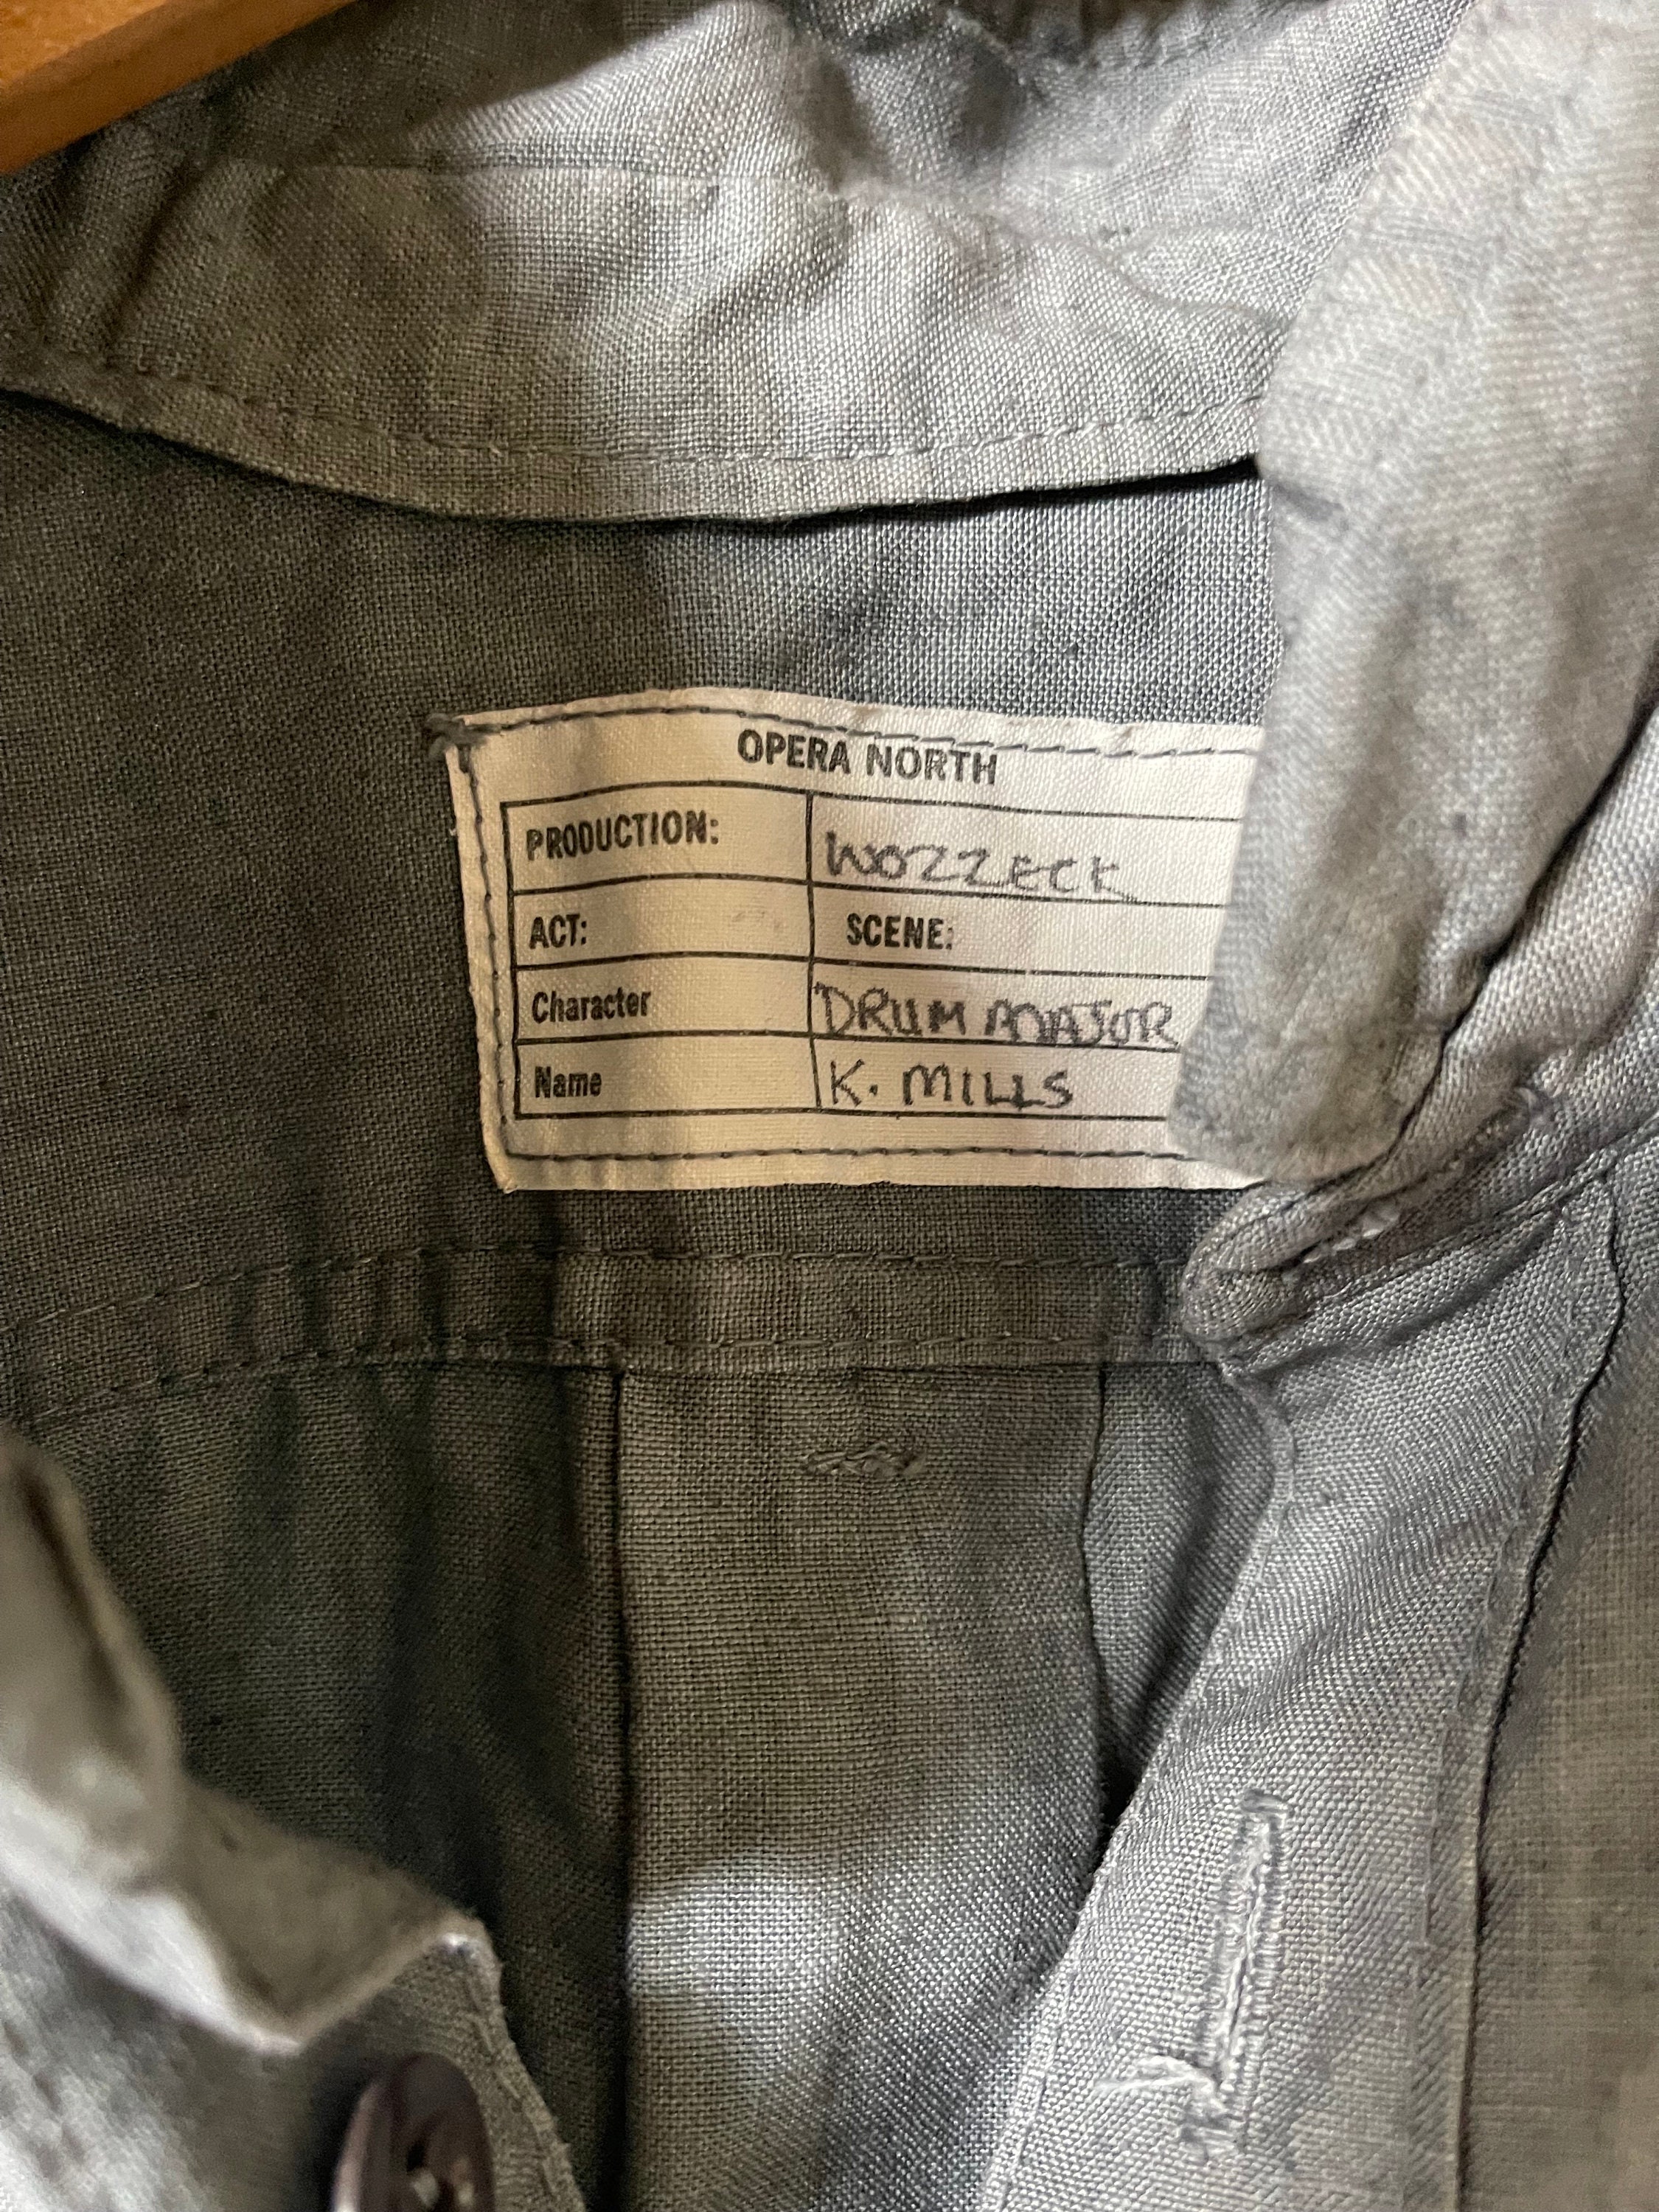 OPERA NORTH
PRODUCTION: WOZZECK
ACT: SCENE:
Character DRUM MAJOR
Name K. MILLS